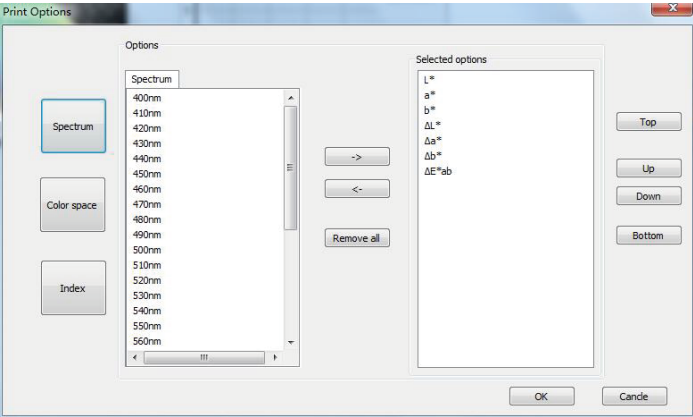 Print Options
Options
Selected options
Spectrum
400nm
410nm
420nm
430nm
440nm
450nm
460nm
470nm
480nm
490nm
500nm
510nm
520nm
530nm
540nm
550nm
560nm
Spectrum
Color space
Index
->
<-
Remove all
L*
a*
b*
ΔL*
Δa*
Δb*
ΔE*ab
Top
Up
Down
Bottom
OK
Cancle